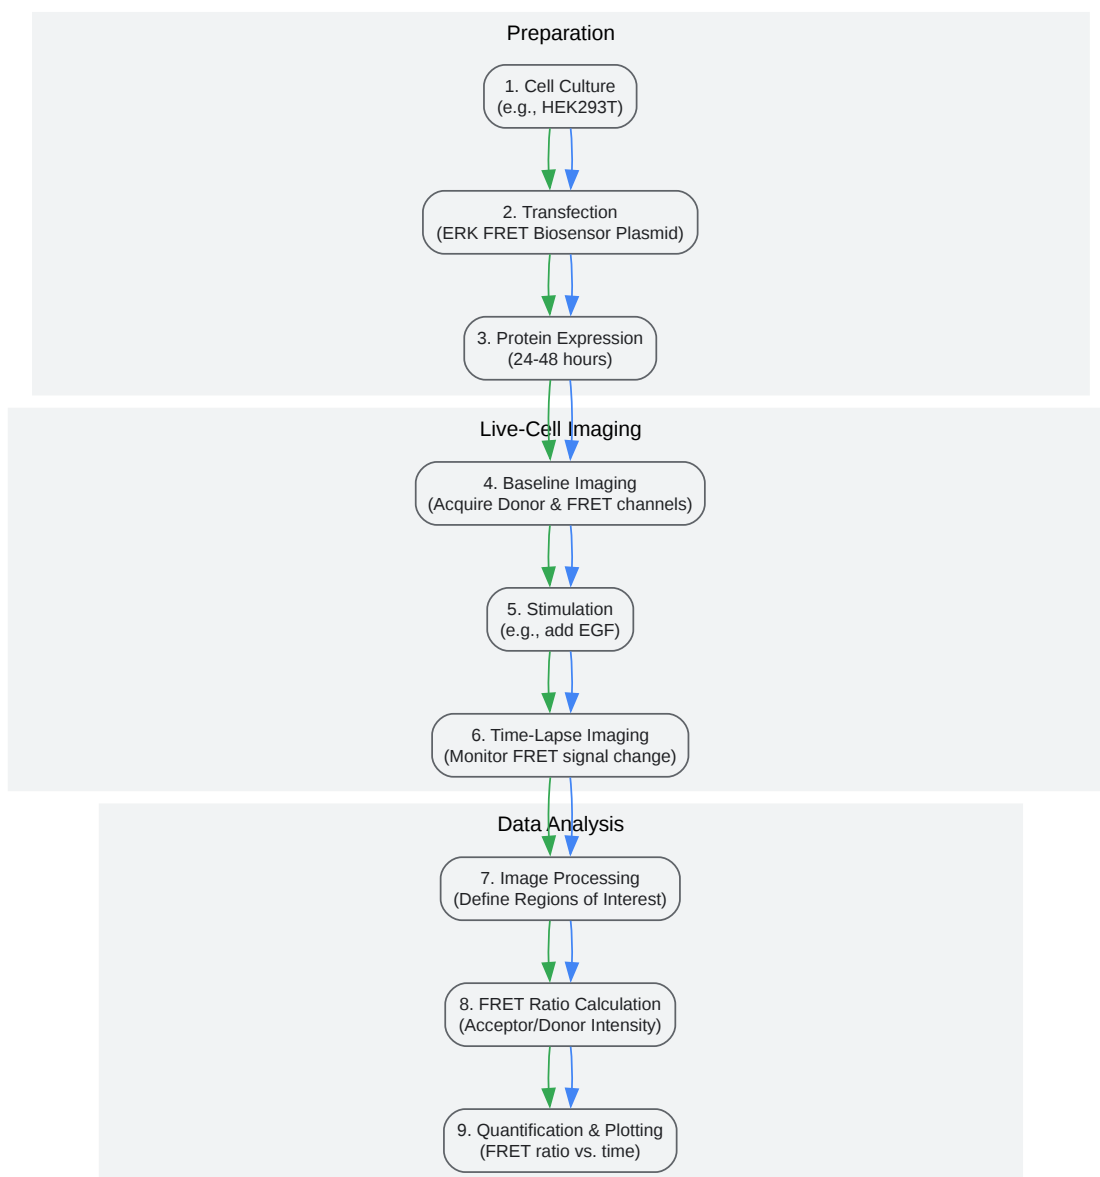 Preparation
1. Cell Culture
(e.g., HEK293T)
2. Transfection
(ERK FRET Biosensor Plasmid)
3. Protein Expression
(24-48 hours)
Live-Cell Imaging
4. Baseline Imaging
(Acquire Donor & FRET channels)
5. Stimulation
(e.g., add EGF)
6. Time-Lapse Imaging
(Monitor FRET signal change)
Data Analysis
7. Image Processing
(Define Regions of Interest)
8. FRET Ratio Calculation
(Acceptor/Donor Intensity)
9. Quantification & Plotting
(FRET ratio vs. time)